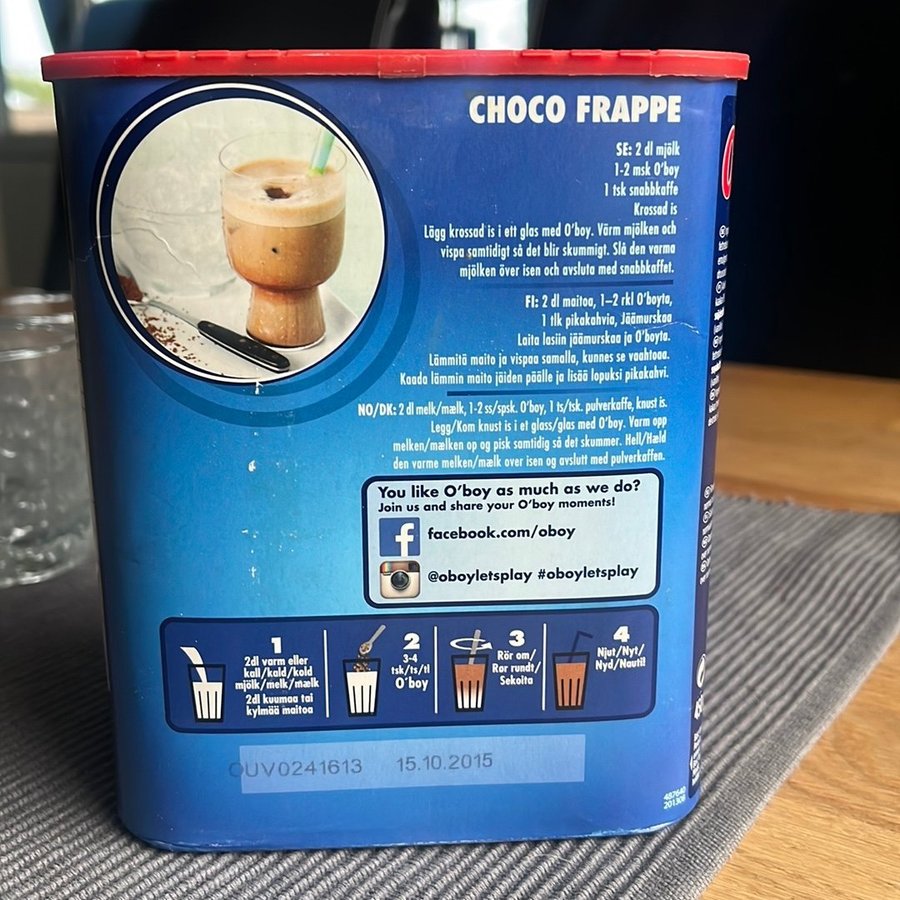 CHOCO FRAPPE
SE: 2 dl mjölk
1-2 msk O'boy
1 tsk snabbkaffe
Krossad is
Lägg krossad is i ett glas med O'boy. Värm mjölken och
vispa samtidigt så det blir skummigt. Slå den varma
mjölken över isen och avsluta med snabbkaffet.
FI: 2 dl maitoa, 1–2 rkl O'boyta,
1 tlk pikakahvia, Jäämurskaa
Laita lasiin jäämurskaa ja O'boyta.
Lämmitä maito ja vispaa samalla, kunnes se vaahtoaa.
Kaada lämmin maito jäiden päälle ja lisää lopuksi pikakahvi.
NO/DK: 2 dl melk/mælk, 1-2 ss/spsk. O'boy, 1 ts/tsk. pulverkaffe, knust is.
Legg/Kom knust is i et glass/glas med O'boy. Varm opp
melken/mælken op og pisk samtidig så det skummer. Hell/Hæld
den varme melken/mælk over isen og avslutt med pulverkaffen.
You like O'boy as much as we do?
Join us and share your O'boy moments!
f facebook.com/oboy
@oboyletsplay #oboyletsplay
1
2dl varm eller
kall/kald/kold
mjölk/melk/mælk
2dl kuumaa tai
kylmää maitoa
2
3-4
tsk/ts/tl
O'boy
3
Rör om/
Rør rundt/
Sekoita
4
Njut/Nyt/
Nyd/Nauti!
OUV0241613 15.10.2015
487640
201308